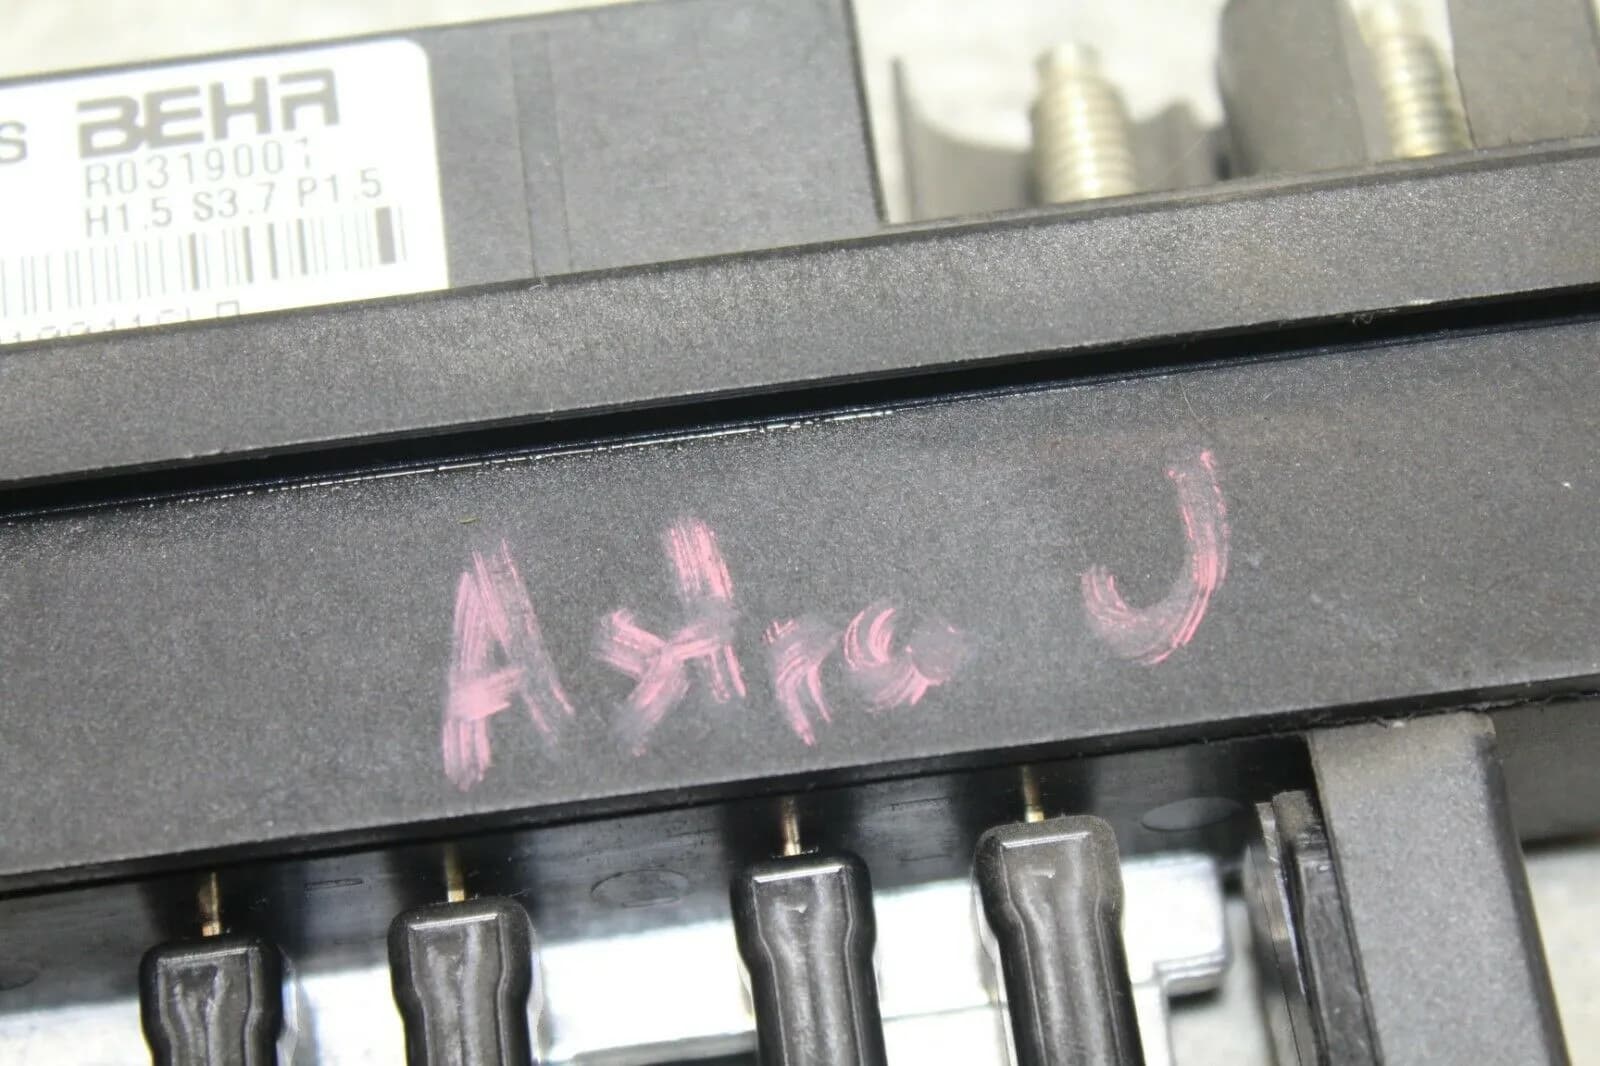 S BEHR
R0319001
H1.5 S3.7 P1.5
Astra J